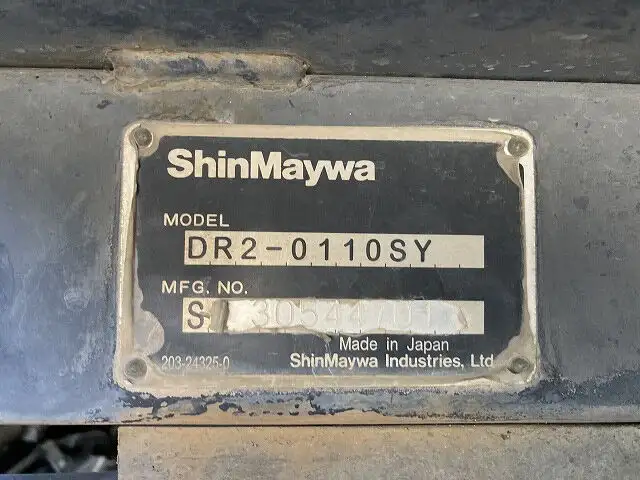 ShinMaywa
MODEL
DR2-0110SY
MFG. NO.
S
Made in Japan
203-24325-0
ShinMaywa Industries, Ltd